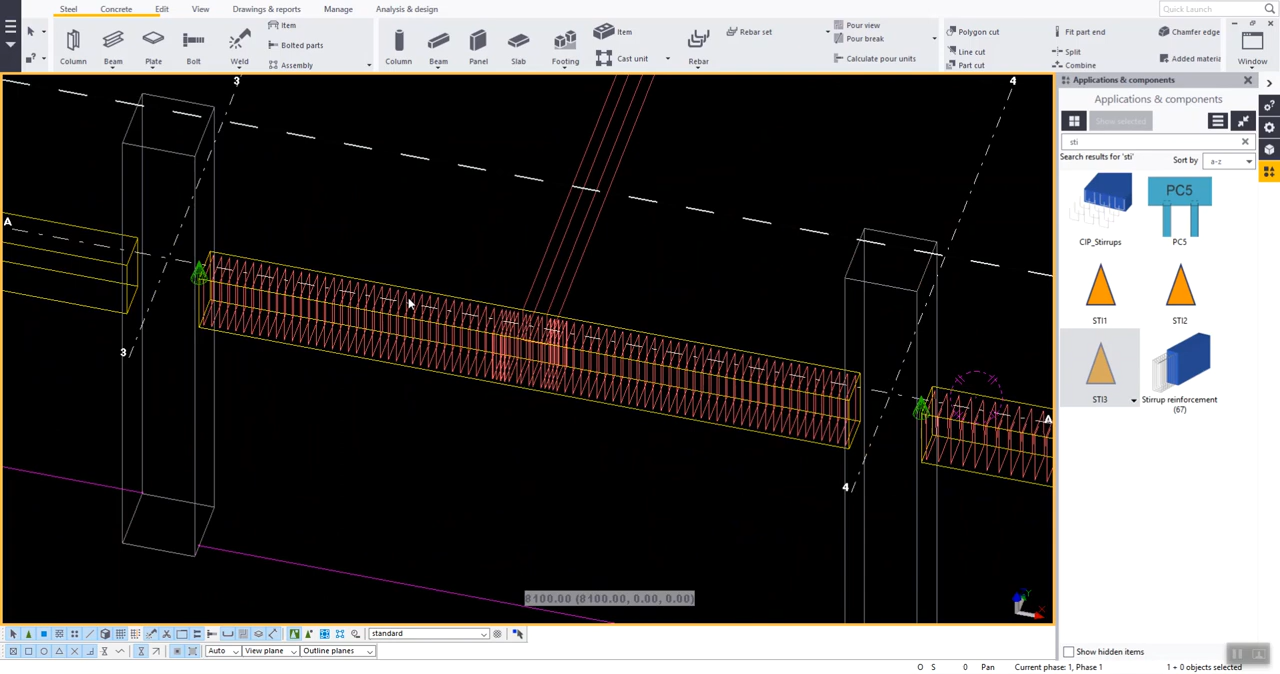 Steel Concrete Edit View Drawings & reports Manage Analysis & design
Quick Launch
Item
Bolted parts
Assembly
Column Beam Plate Bolt Weld
Column Beam Panel Slab Footing
Item
Cast unit
Rebar
Rebar set
Pour view
Pour break
Calculate pour units
Polygon cut
Line cut
Part cut
Fit part end
Split
Combine
Chamfer edge
Added material
Window
Applications & components
Applications & components
Show selected
sti
Search results for 'sti'
Sort by
a-z
CIP_Stirrups
PC5
PC5
STI1
STI2
STI3
Stirrup reinforcement
(67)
3
4
A
3
4
A
8100.00 (8100.00, 0.00, 0.00)
standard
Auto
View plane
Outline planes
Show hidden items
O S 0 Pan Current phase: 1, Phase 1 1 + 0 objects selected